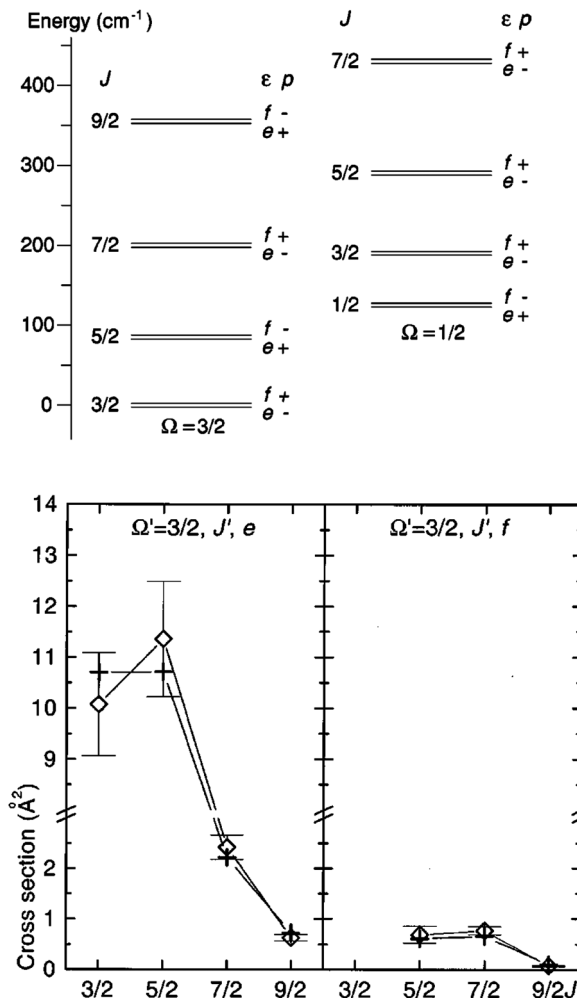 Energy (cm⁻¹)
400
300
200
100
0
J ε p
9/2 f -
e +
7/2 f +
e -
5/2 f -
e +
3/2 f +
e -
Ω = 3/2
J ε p
7/2 f +
e -
5/2 f +
e -
3/2 f +
e -
1/2 f -
e +
Ω = 1/2
Cross section (Å²)
14
13
12
11
10
9
2
1
0
Ω'=3/2, J', e
Ω'=3/2, J', f
3/2 5/2 7/2 9/2 3/2 5/2 7/2 9/2 J'